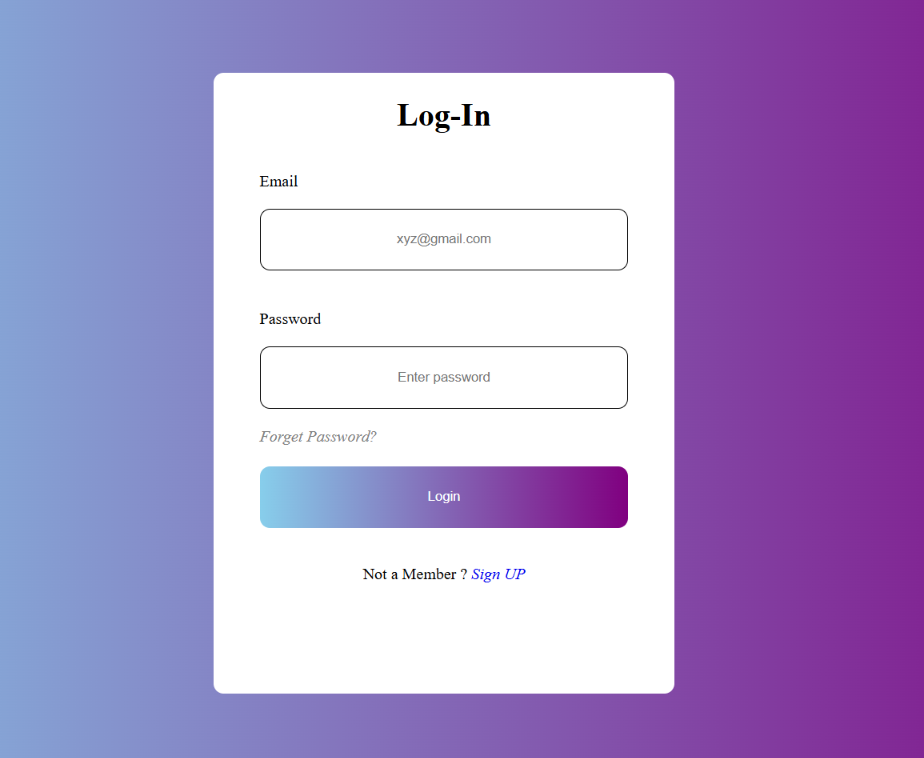 Log-In
Email
xyz@gmail.com
Password
Enter password
Forget Password?
Login
Not a Member ? Sign UP